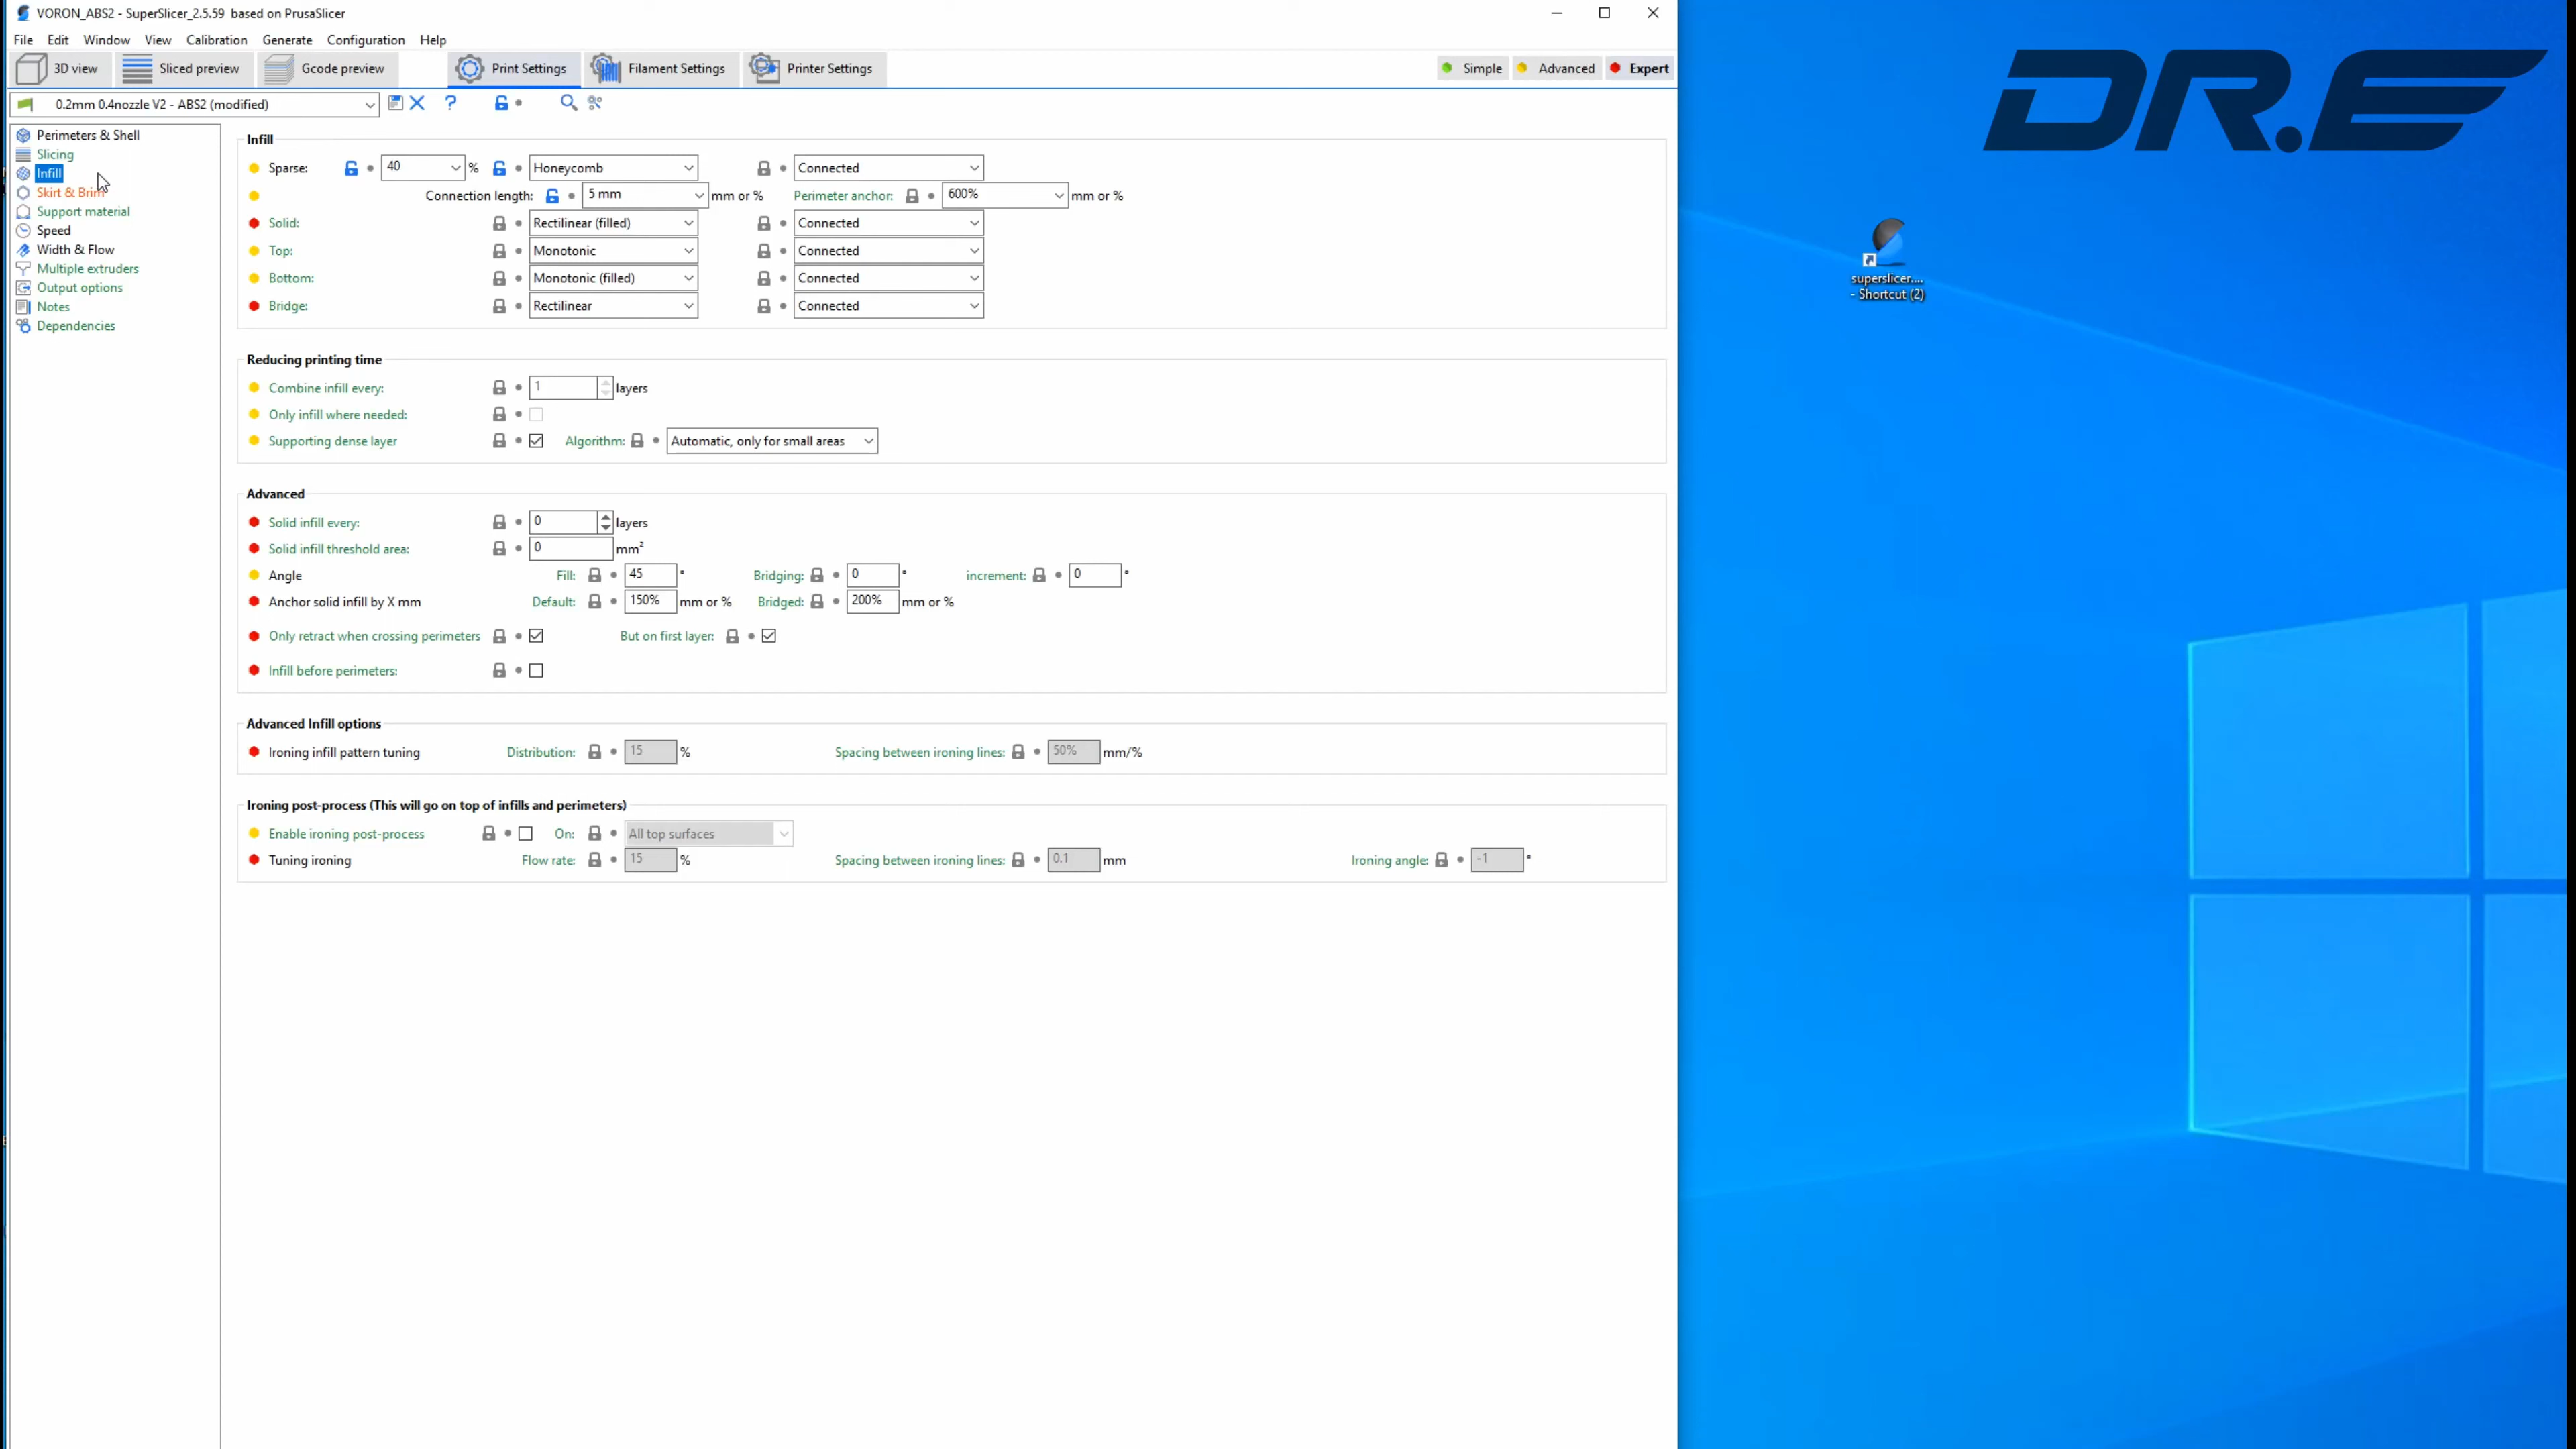 VORON_ABS2 - SuperSlicer_2.5.59 based on PrusaSlicer
File Edit Window View Calibration Generate Configuration Help
3D view Sliced preview Gcode preview Print Settings Filament Settings Printer Settings Simple Advanced Expert
0.2mm 0.4nozzle V2 - ABS2 (modified) ?
Perimeters & Shell
Slicing
Infill
Skirt & Brim
Support material
Speed
Width & Flow
Multiple extruders
Output options
Notes
Dependencies
Infill
Sparse: 40 % Honeycomb Connected
Connection length: 5 mm mm or % Perimeter anchor: 600% mm or %
Solid: Rectilinear (filled) Connected
Top: Monotonic Connected
Bottom: Monotonic (filled) Connected
Bridge: Rectilinear Connected
Reducing printing time
Combine infill every: 1 layers
Only infill where needed:
Supporting dense layer Algorithm: Automatic, only for small areas
Advanced
Solid infill every: 0 layers
Solid infill threshold area: 0 mm²
Angle Fill: 45 ° Bridging: 0 ° increment: 0 °
Anchor solid infill by X mm Default: 150% mm or % Bridged: 200% mm or %
Only retract when crossing perimeters But on first layer:
Infill before perimeters:
Advanced Infill options
Ironing infill pattern tuning Distribution: 15 % Spacing between ironing lines: 50% mm/%
Ironing post-process (This will go on top of infills and perimeters)
Enable ironing post-process On: All top surfaces
Tuning ironing Flow rate: 15 % Spacing between ironing lines: 0.1 mm Ironing angle: -1 °
DR.E
superslicer....
- Shortcut (2)